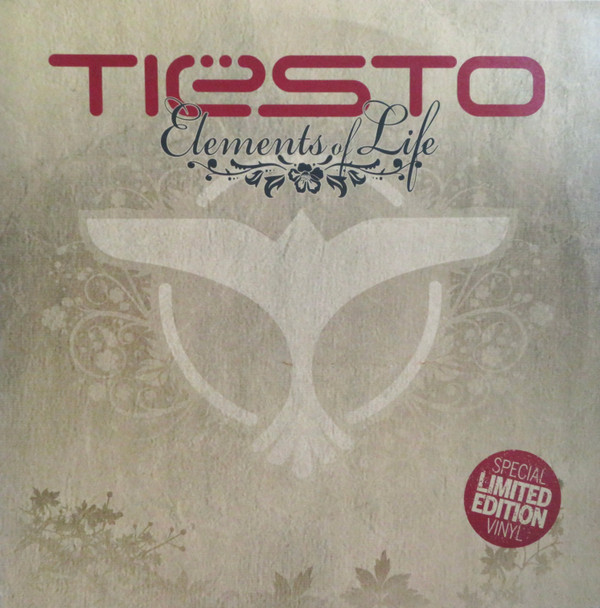 TIËSTO
Elements of Life
SPECIAL
LIMITED
EDITION
VINYL